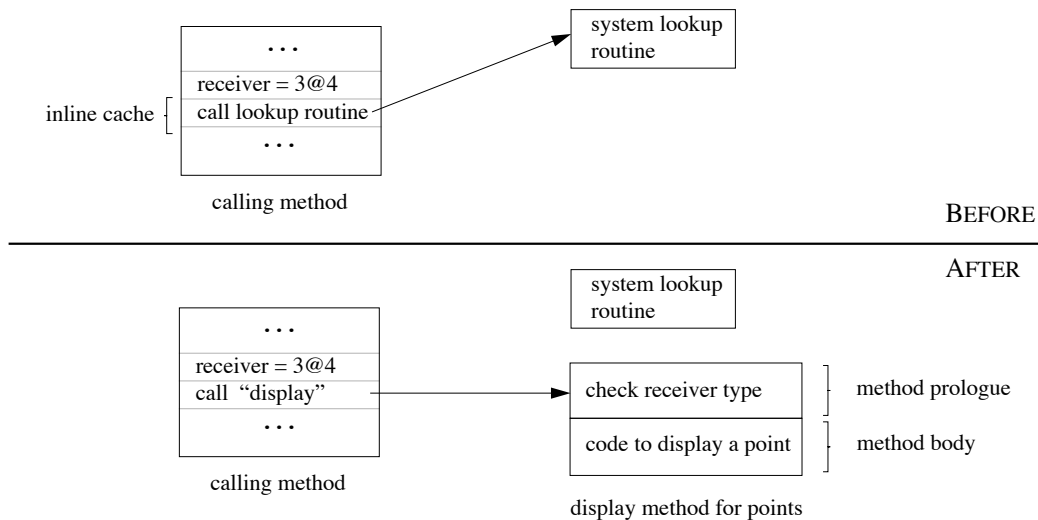 • • •
system lookup
routine
receiver = 3@4
inline cache
call lookup routine
• • •
calling method
BEFORE
AFTER
system lookup
routine
• • •
receiver = 3@4
call “display”
• • •
calling method
check receiver type
method prologue
code to display a point
method body
display method for points